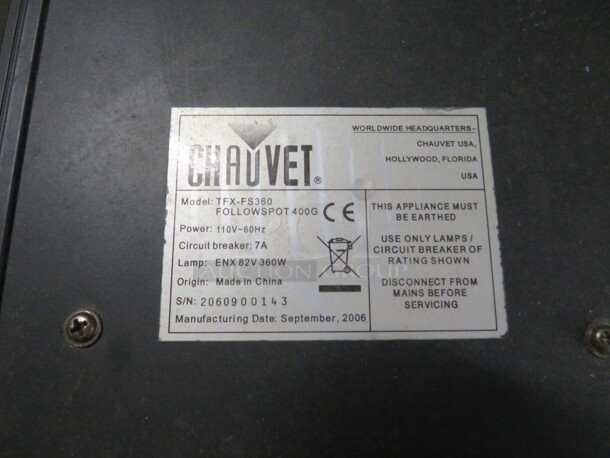 CHAUVET®
WORLDWIDE HEADQUARTERS-
CHAUVET USA,
HOLLYWOOD, FLORIDA
USA
Model: TFX-FS360
FOLLOWSPOT 400G
CE
Power: 110V~60Hz
Circuit breaker: 7A
Lamp: ENX 82V 360W
Origin: Made in China
S/N: 2060900143
Manufacturing Date: September, 2006
THIS APPLIANCE MUST
BE EARTHED
USE ONLY LAMPS/
CIRCUIT BREAKER OF
RATING SHOWN
DISCONNECT FROM
MAINS BEFORE
SERVICING
AUCTION GROUP